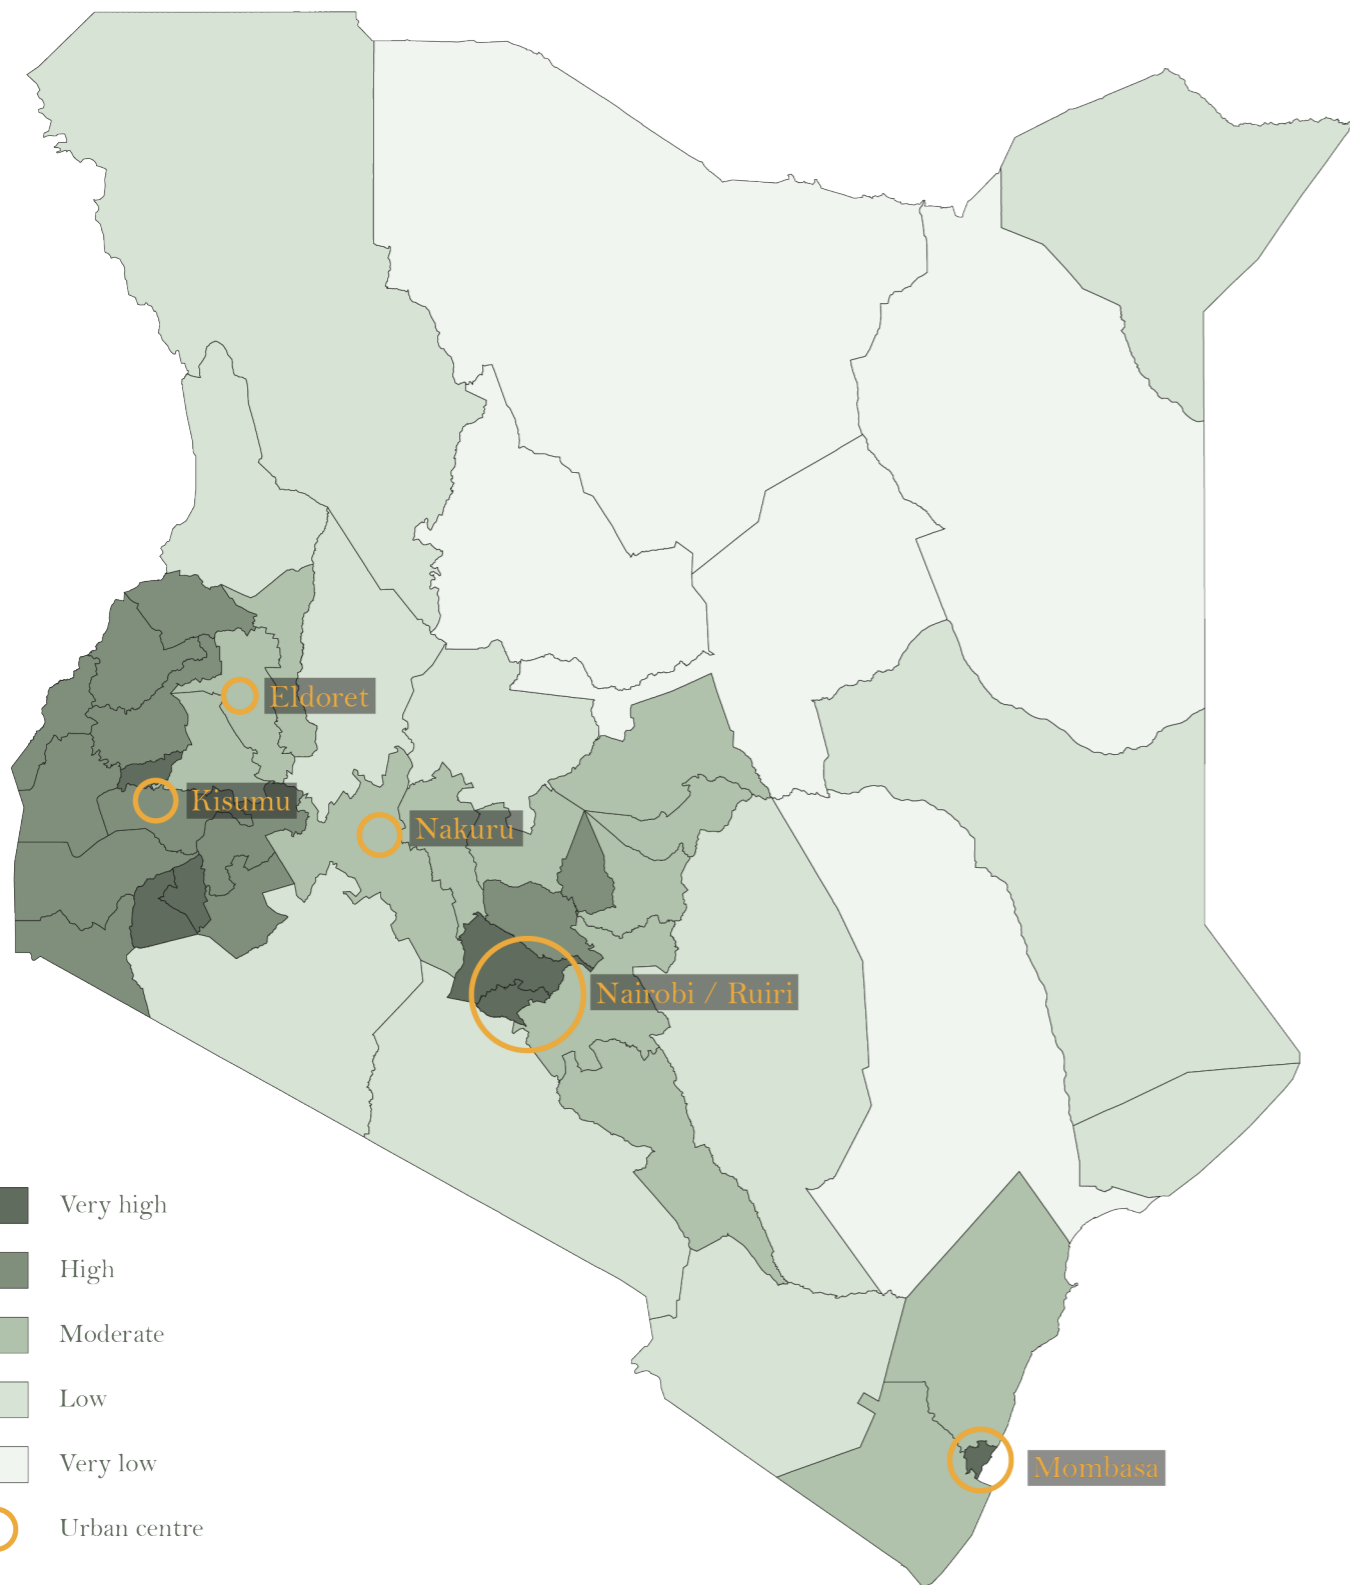 Eldoret
Kisumu
Nakuru
Nairobi / Ruiri
Very high
High
Moderate
Low
Very low
Mombasa
Urban centre